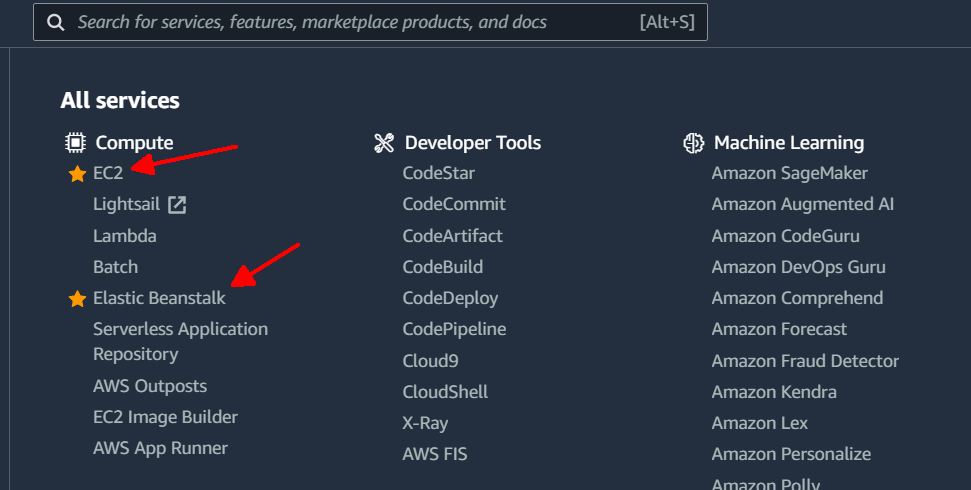 Search for services, features, marketplace products, and docs [Alt+S]
All services
Compute
EC2
Lightsail
Lambda
Batch
Elastic Beanstalk
Serverless Application
Repository
AWS Outposts
EC2 Image Builder
AWS App Runner
Developer Tools
CodeStar
CodeCommit
CodeArtifact
CodeBuild
CodeDeploy
CodePipeline
Cloud9
CloudShell
X-Ray
AWS FIS
Machine Learning
Amazon SageMaker
Amazon Augmented AI
Amazon CodeGuru
Amazon DevOps Guru
Amazon Comprehend
Amazon Forecast
Amazon Fraud Detector
Amazon Kendra
Amazon Lex
Amazon Personalize
Amazon Polly